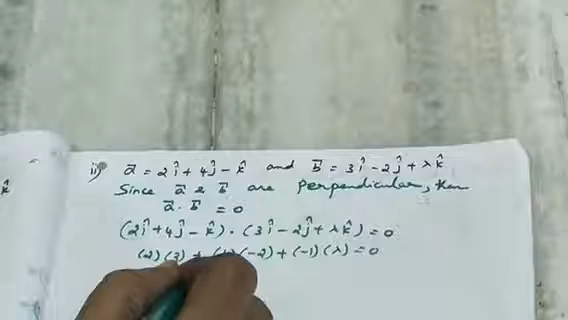 k̂
ii) a̅ = 2î + 4ĵ - k̂ and b̅ = 3î - 2ĵ + λk̂
Since a̅ & b̅ are perpendicular, then
a̅ . b̅ = 0
(2î + 4ĵ - k̂) . (3î - 2ĵ + λk̂) = 0
(2)(3) + (-2) + (-1)(λ) = 0